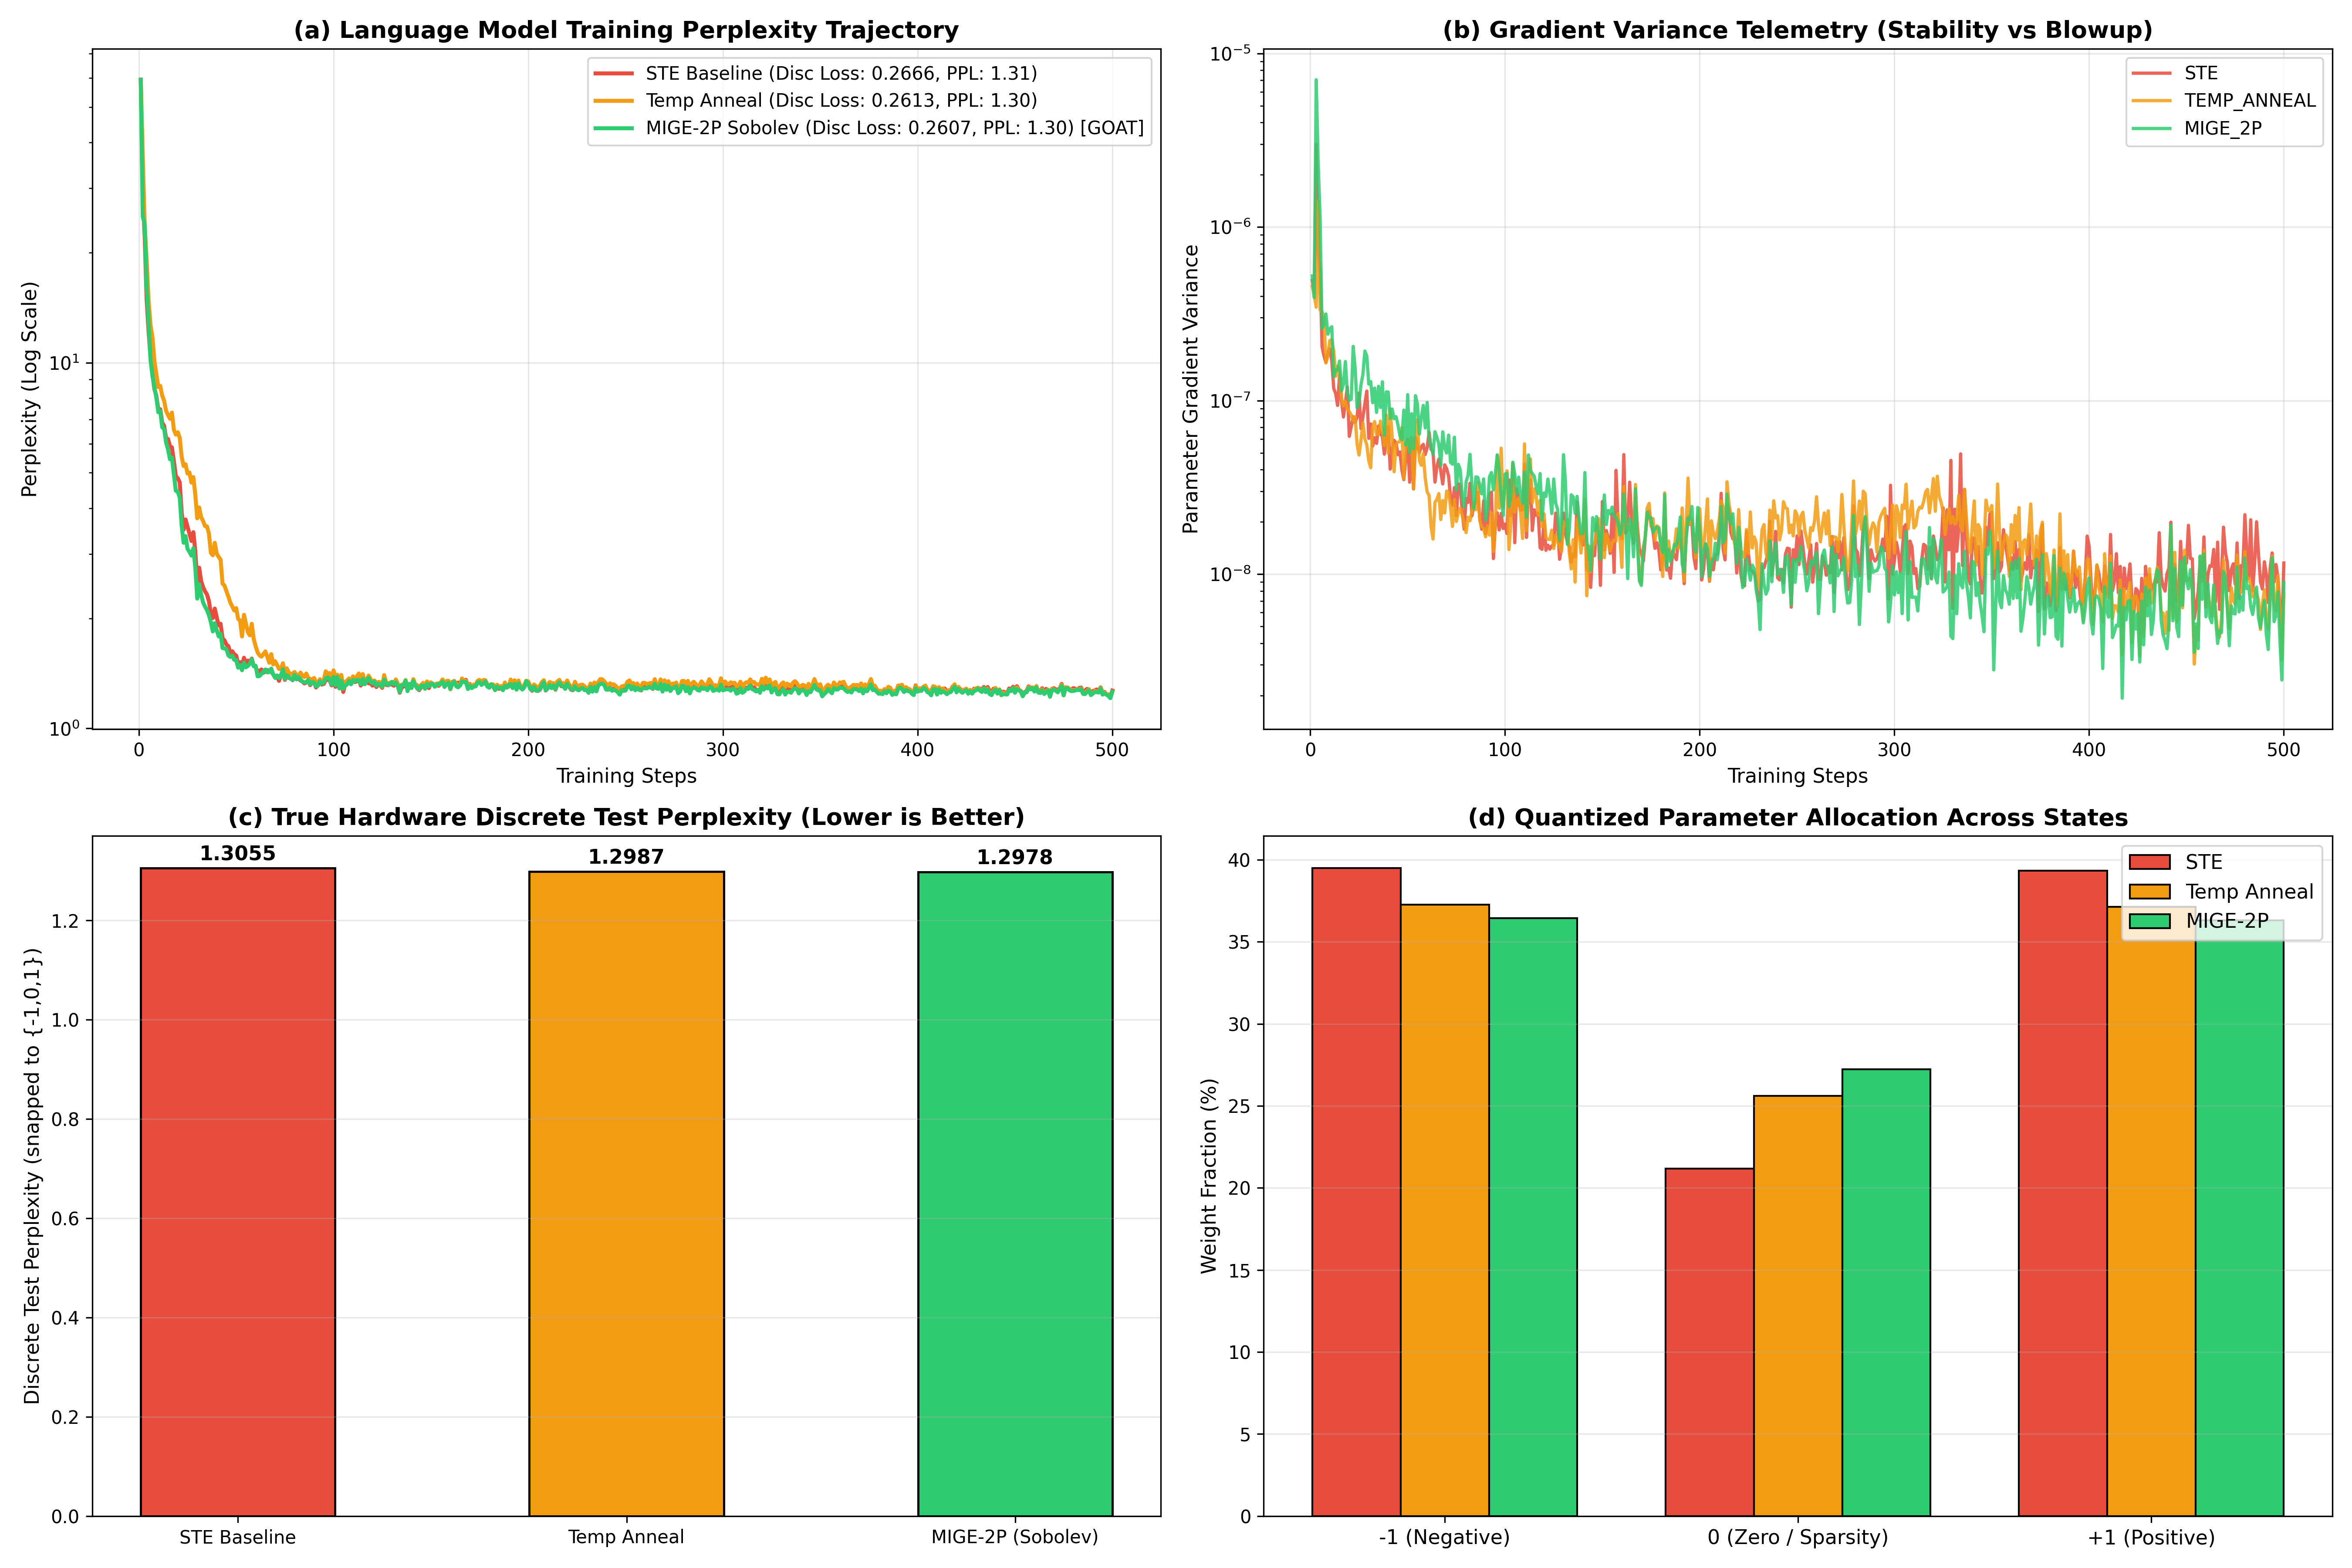 (a) Language Model Training Perplexity Trajectory
STE Baseline (Disc Loss: 0.2666, PPL: 1.31)
Temp Anneal (Disc Loss: 0.2613, PPL: 1.30)
MIGE-2P Sobolev (Disc Loss: 0.2607, PPL: 1.30) [GOAT]
Perplexity (Log Scale)
10¹
10⁰
0 100 200 300 400 500
Training Steps
(b) Gradient Variance Telemetry (Stability vs Blowup)
STE
TEMP_ANNEAL
MIGE_2P
Parameter Gradient Variance
10⁻⁵
10⁻⁶
10⁻⁷
10⁻⁸
0 100 200 300 400 500
Training Steps
(c) True Hardware Discrete Test Perplexity (Lower is Better)
1.3055 1.2987 1.2978
Discrete Test Perplexity (snapped to {-1,0,1})
1.2
1.0
0.8
0.6
0.4
0.2
0.0
STE Baseline Temp Anneal MIGE-2P (Sobolev)
(d) Quantized Parameter Allocation Across States
STE
Temp Anneal
MIGE-2P
Weight Fraction (%)
40
35
30
25
20
15
10
5
0
-1 (Negative) 0 (Zero / Sparsity) +1 (Positive)